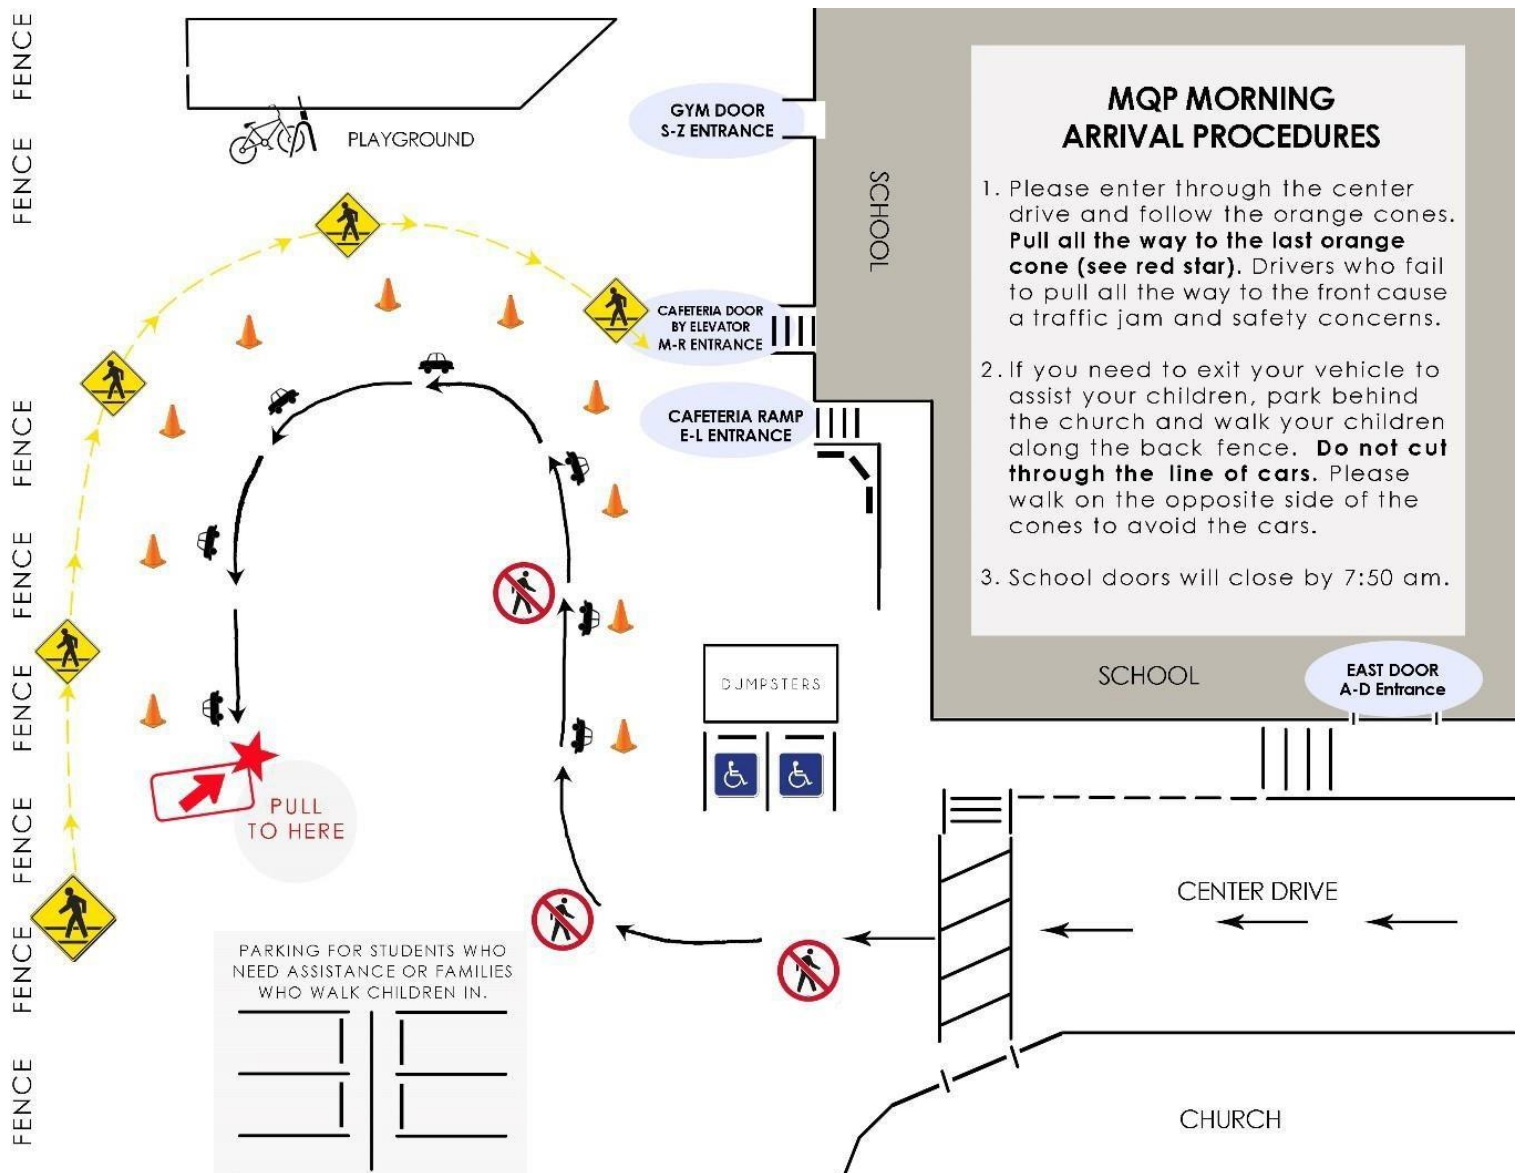 FENCE
FENCE
FENCE
FENCE
FENCE
FENCE
FENCE
FENCE
PLAYGROUND
GYM DOOR
S-Z ENTRANCE
CAFETERIA DOOR
BY ELEVATOR
M-R ENTRANCE
CAFETERIA RAMP
E-L ENTRANCE
SCHOOL
MQP MORNING
ARRIVAL PROCEDURES
1. Please enter through the center
drive and follow the orange cones.
Pull all the way to the last orange
cone (see red star). Drivers who fail
to pull all the way to the front cause
a traffic jam and safety concerns.
2. If you need to exit your vehicle to
assist your children, park behind
the church and walk your children
along the back fence. Do not cut
through the line of cars. Please
walk on the opposite side of the
cones to avoid the cars.
3. School doors will close by 7:50 am.
SCHOOL
EAST DOOR
A-D Entrance
DUMPSTERS
PULL
TO HERE
CENTER DRIVE
PARKING FOR STUDENTS WHO
NEED ASSISTANCE OR FAMILIES
WHO WALK CHILDREN IN.
CHURCH